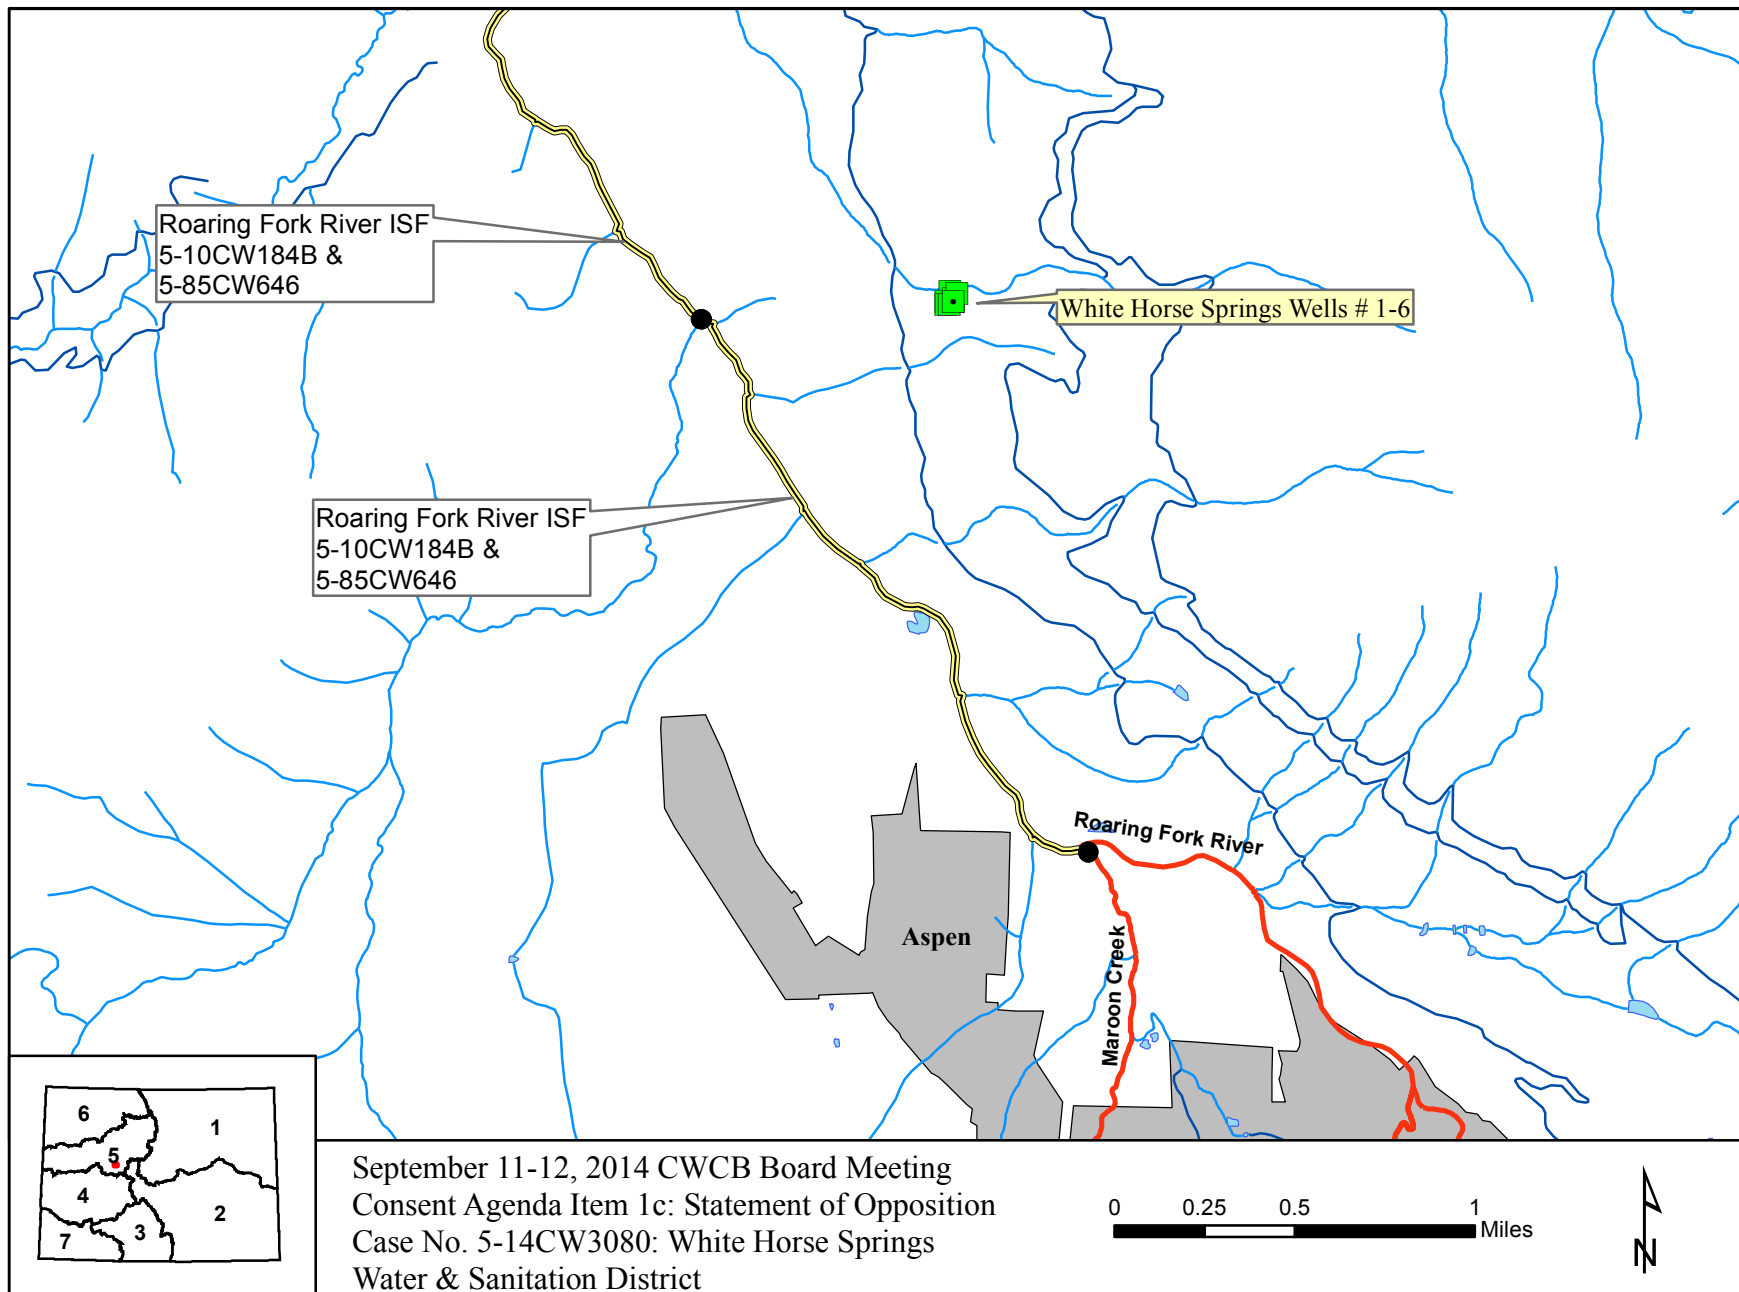 Roaring Fork River ISF
5-10CW184B &
5-85CW646
White Horse Springs Wells # 1-6
Roaring Fork River ISF
5-10CW184B &
5-85CW646
Roaring Fork River
Aspen
Maroon Creek
6
1
5
4
2
3
7
September 11-12, 2014 CWCB Board Meeting
Consent Agenda Item 1c: Statement of Opposition
Case No. 5-14CW3080: White Horse Springs
Water & Sanitation District
0 0.25 0.5 1
Miles
N